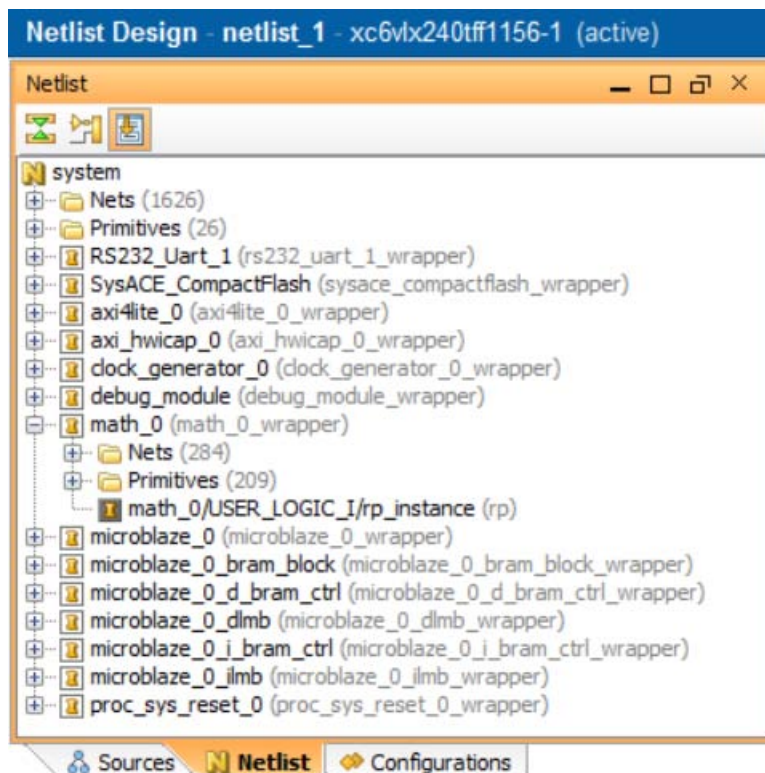 Netlist Design - netlist_1 - xc6vlx240tff1156-1 (active)
Netlist
system
Nets (1626)
Primitives (26)
RS232_Uart_1 (rs232_uart_1_wrapper)
SysACE_CompactFlash (sysace_compactflash_wrapper)
axi4lite_0 (axi4lite_0_wrapper)
axi_hwicap_0 (axi_hwicap_0_wrapper)
clock_generator_0 (clock_generator_0_wrapper)
debug_module (debug_module_wrapper)
math_0 (math_0_wrapper)
Nets (284)
Primitives (209)
math_0/USER_LOGIC_I/rp_instance (rp)
microblaze_0 (microblaze_0_wrapper)
microblaze_0_bram_block (microblaze_0_bram_block_wrapper)
microblaze_0_d_bram_ctrl (microblaze_0_d_bram_ctrl_wrapper)
microblaze_0_dlmb (microblaze_0_dlmb_wrapper)
microblaze_0_i_bram_ctrl (microblaze_0_i_bram_ctrl_wrapper)
microblaze_0_ilmb (microblaze_0_ilmb_wrapper)
proc_sys_reset_0 (proc_sys_reset_0_wrapper)
Sources Netlist Configurations